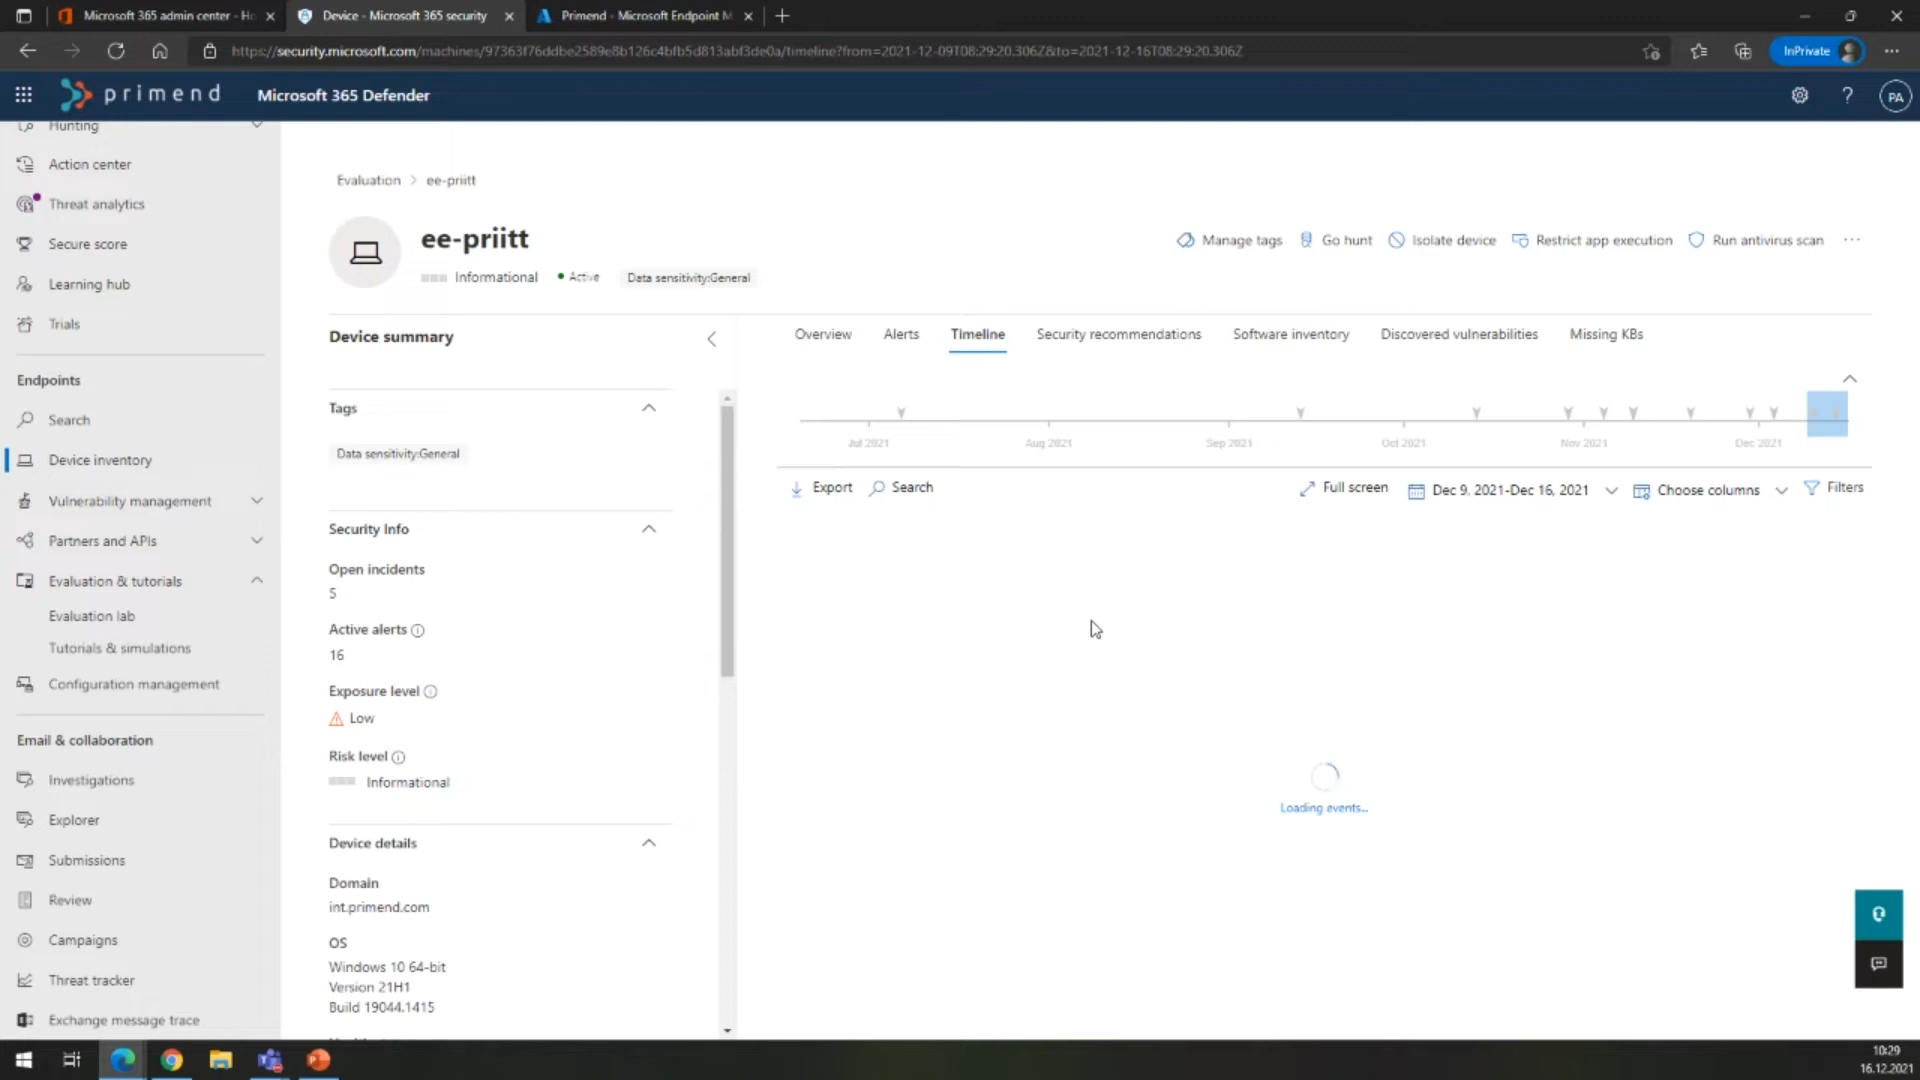 Microsoft 365 admin center - H
Device - Microsoft 365 security
Primend - Microsoft Endpoint M
https://security.microsoft.com/machines/97363f76ddbe2589e8b126c4bfb5d813abf3de0a/timeline?from=2021-12-09T08:29:20.306Z&to=2021-12-16T08:29:20.306Z
InPrivate
primend
Microsoft 365 Defender
?
PA
Hunting
Action center
Threat analytics
Secure score
Learning hub
Trials
Endpoints
Search
Device inventory
Vulnerability management
Partners and APIs
Evaluation & tutorials
Evaluation lab
Tutorials & simulations
Configuration management
Email & collaboration
Investigations
Explorer
Submissions
Review
Campaigns
Threat tracker
Exchange message trace
Evaluation > ee-priitt
ee-priitt
Informational
Active
Data sensitivity:General
Manage tags
Go hunt
Isolate device
Restrict app execution
Run antivirus scan
Device summary
Tags
Data sensitivity:General
Security Info
Open incidents
5
Active alerts
16
Exposure level
Low
Risk level
Informational
Device details
Domain
int.primend.com
OS
Windows 10 64-bit
Version 21H1
Build 19044.1415
Overview
Alerts
Timeline
Security recommendations
Software inventory
Discovered vulnerabilities
Missing KBs
Jul 2021
Aug 2021
Sep 2021
Oct 2021
Nov 2021
Dec 2021
Export
Search
Full screen
Dec 9, 2021-Dec 16, 2021
Choose columns
Filters
Loading events...
10:29
16.12.2021